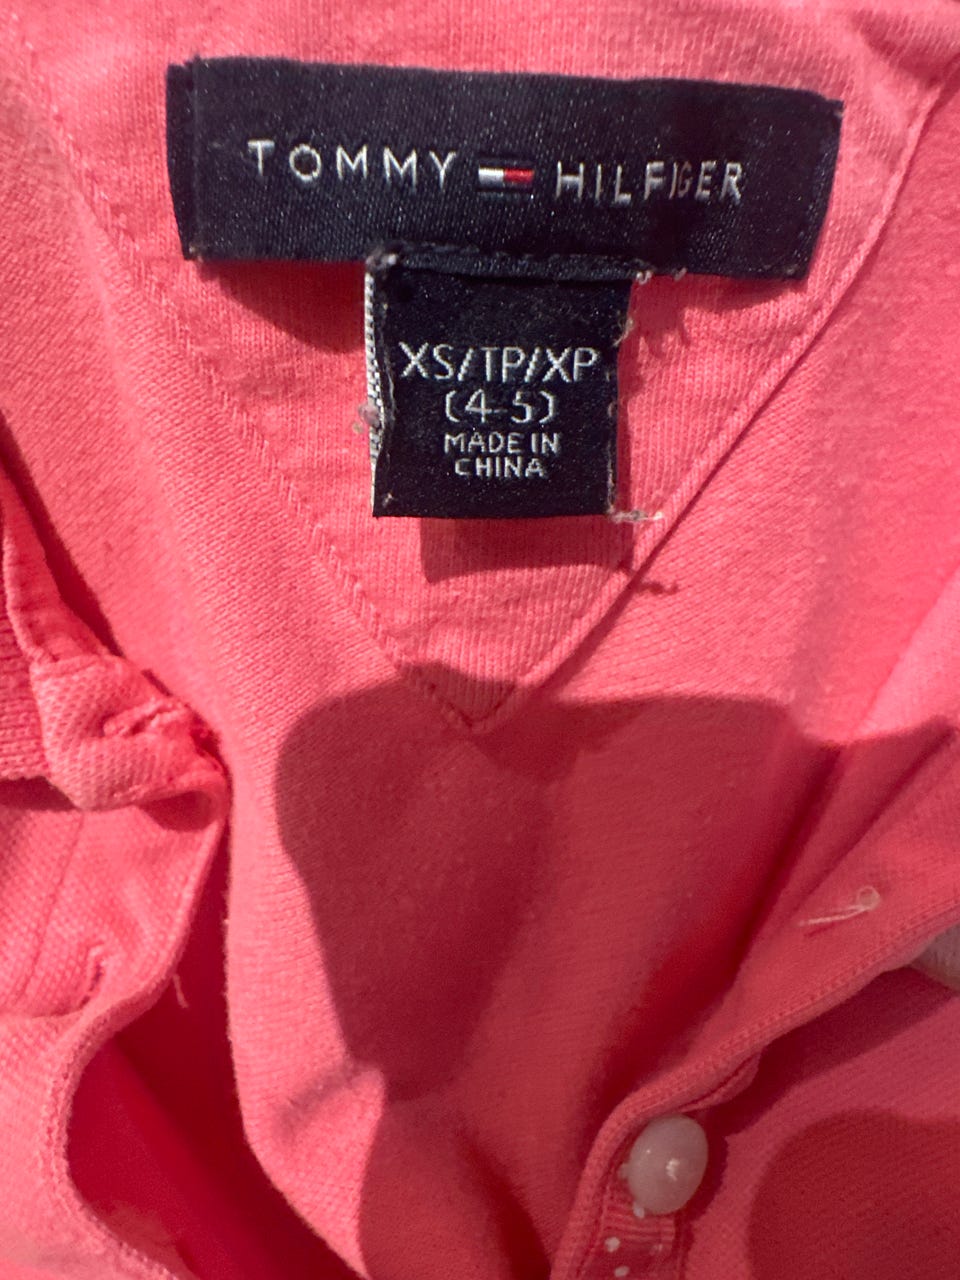 TOMMY HILFIGER
XS/TP/XP
(4-5)
MADE IN
CHINA